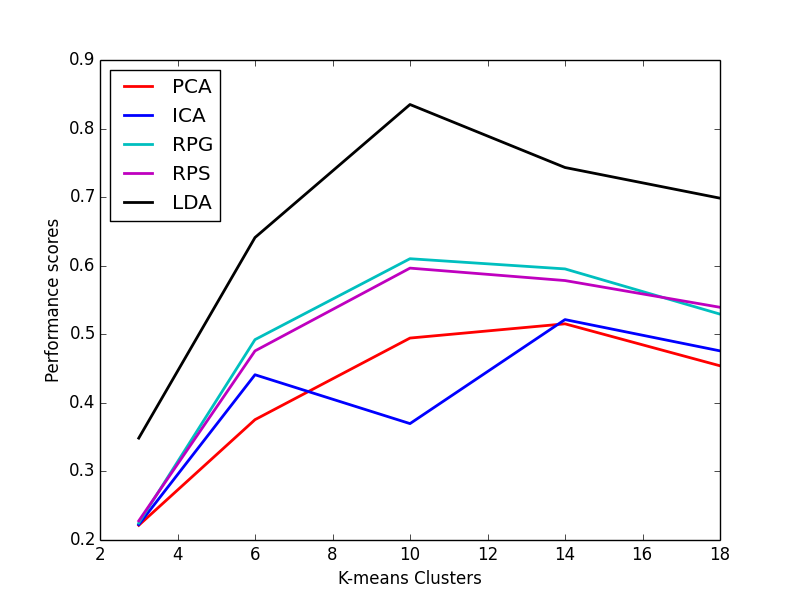 0.9
0.8
0.7
0.6
0.5
0.4
0.3
0.2
Performance scores
PCA
ICA
RPG
RPS
LDA
2 4 6 8 10 12 14 16 18
K-means Clusters